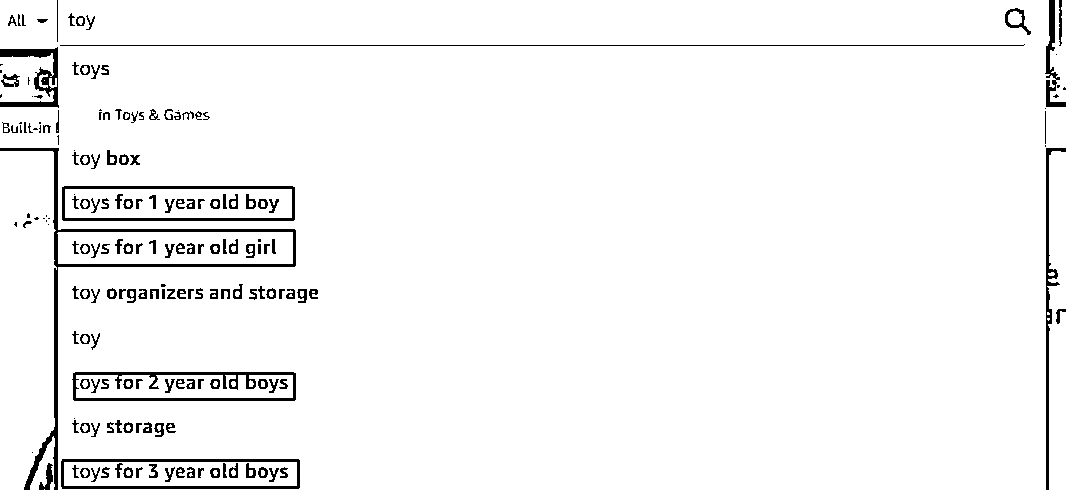 All toy
toys
in Toys & Games
Built-in
toy box
toys for 1 year old boy
toys for 1 year old girl
toy organizers and storage
toy
toys for 2 year old boys
toy storage
toys for 3 year old boys